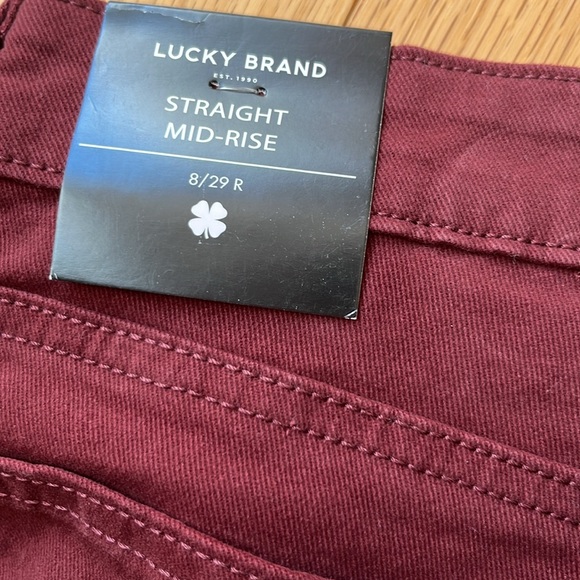 LUCKY BRAND
EST. 1990
STRAIGHT
MID-RISE
8/29 R